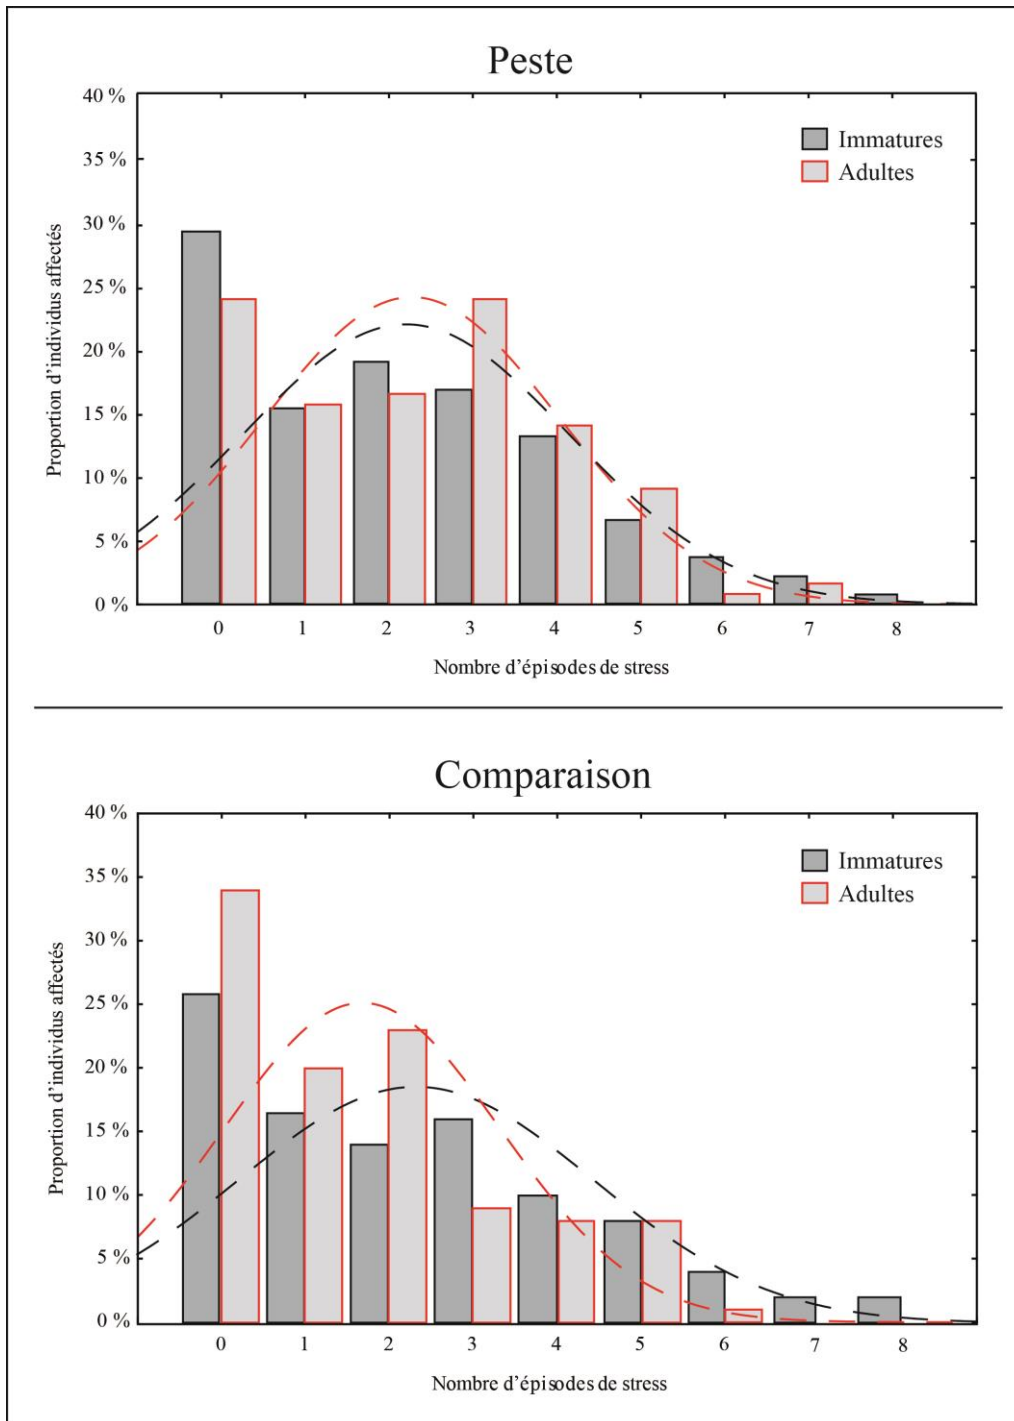 Peste
40 %
35 %
30 %
25 %
20 %
15 %
10 %
5 %
0 %
Proportion d'individus affectés
Immatures
Adultes
0 1 2 3 4 5 6 7 8
Nombre d'épisodes de stress
Comparaison
40 %
35 %
30 %
25 %
20 %
15 %
10 %
5 %
0 %
Proportion d'individus affectés
Immatures
Adultes
0 1 2 3 4 5 6 7 8
Nombre d'épisodes de stress